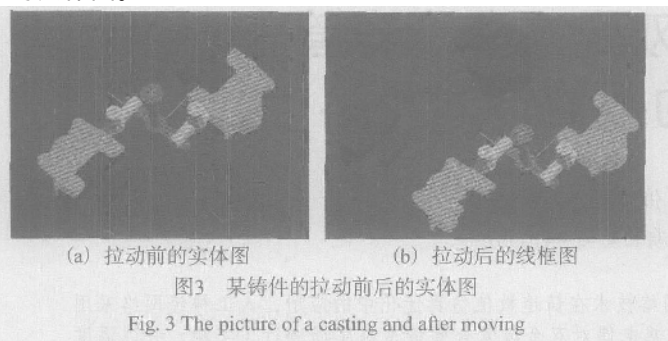 (a) 拉动前的实体图
(b) 拉动后的线框图
图3 某铸件的拉动前后的实体图
Fig. 3 The picture of a casting and after moving